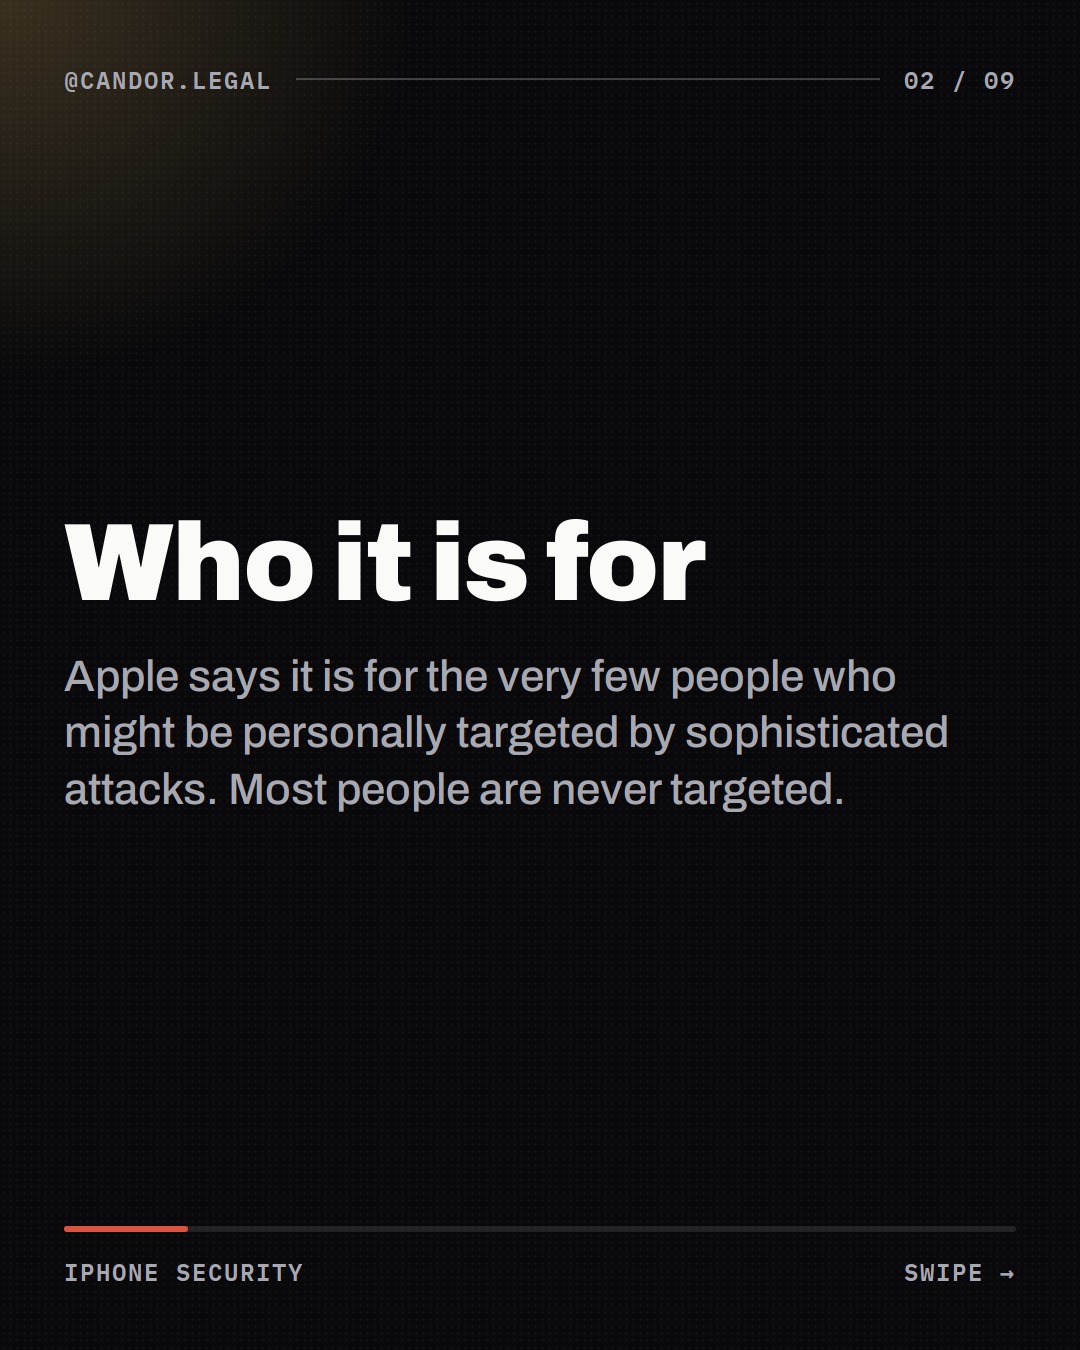 @CANDOR.LEGAL
02 / 09
Who it is for
Apple says it is for the very few people who
might be personally targeted by sophisticated
attacks. Most people are never targeted.
IPHONE SECURITY
SWIPE →